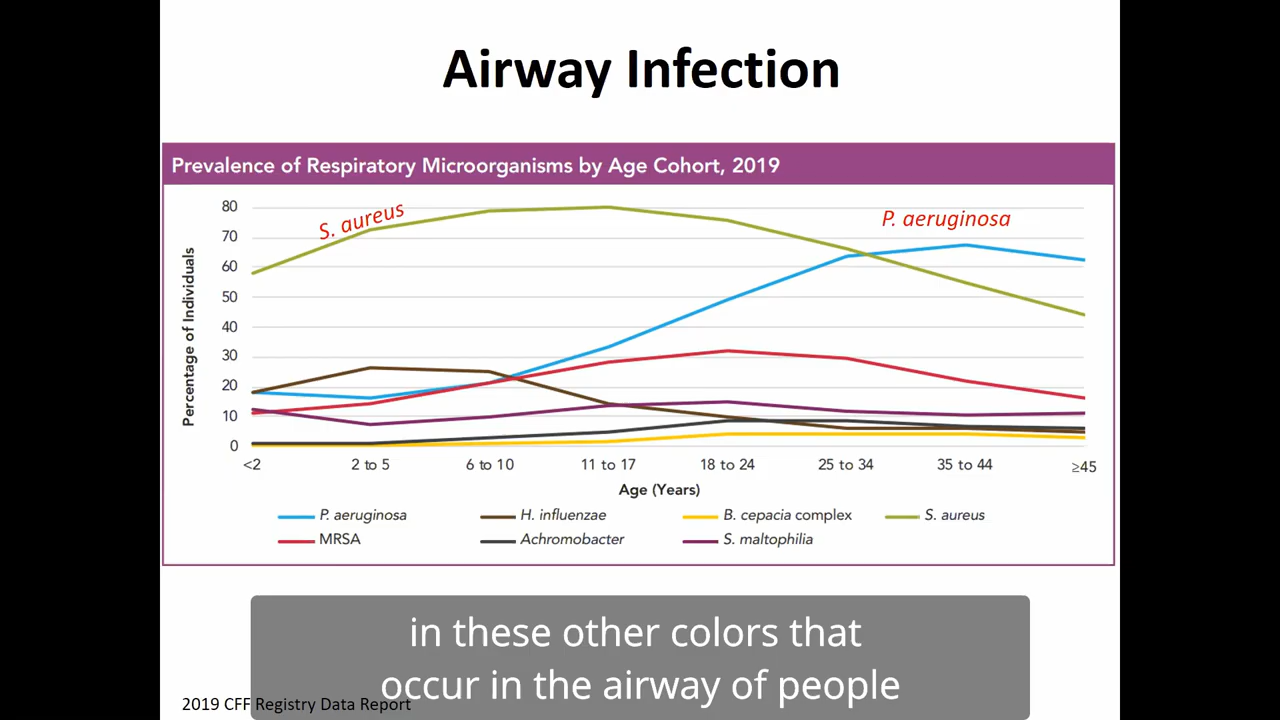 Airway Infection
Prevalence of Respiratory Microorganisms by Age Cohort, 2019
80
70
60
50
40
30
20
10
0
Percentage of Individuals
S. aureus
P. aeruginosa
<2
2 to 5
6 to 10
11 to 17
18 to 24
25 to 34
35 to 44
≥45
Age (Years)
P. aeruginosa
H. influenzae
B. cepacia complex
S. aureus
MRSA
Achromobacter
S. maltophilia
in these other colors that
occur in the airway of people
2019 CFF Registry Data Report